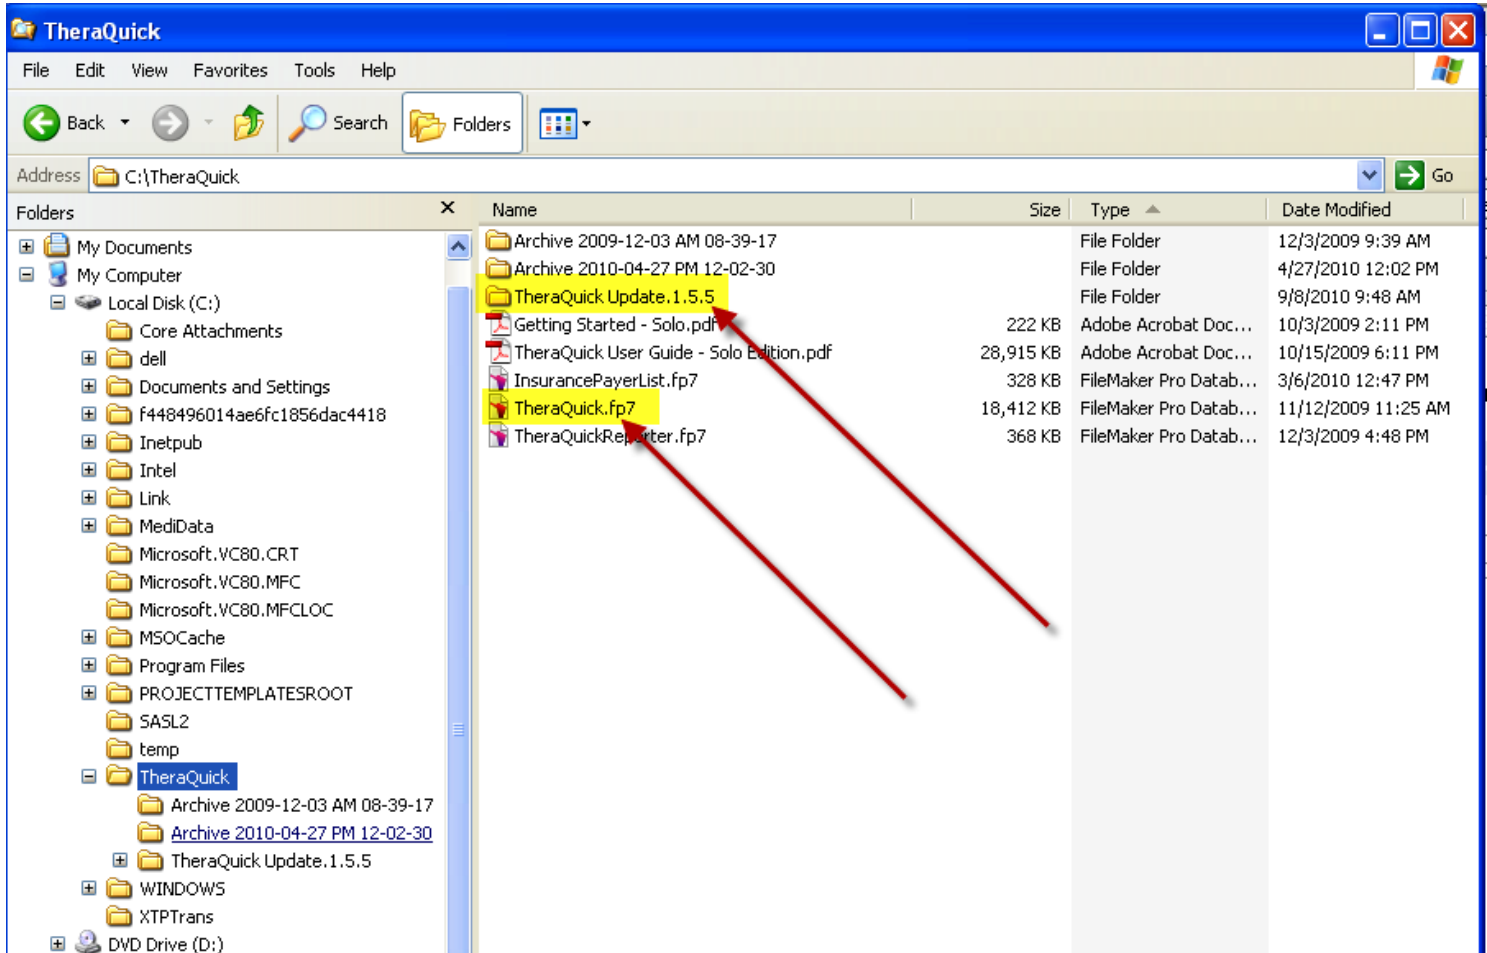 TheraQuick
File Edit View Favorites Tools Help
Back Search Folders
Address C:\TheraQuick Go
Folders X
My Documents
My Computer
Local Disk (C:)
Core Attachments
dell
Documents and Settings
f448496014ae6fc1856dac4418
Inetpub
Intel
Link
MediData
Microsoft.VC80.CRT
Microsoft.VC80.MFC
Microsoft.VC80.MFCLOC
MSOCache
Program Files
PROJECTTEMPLATESROOT
SASL2
temp
TheraQuick
Archive 2009-12-03 AM 08-39-17
Archive 2010-04-27 PM 12-02-30
TheraQuick Update.1.5.5
WINDOWS
XTPTrans
DVD Drive (D:)
Name Size Type Date Modified
Archive 2009-12-03 AM 08-39-17 File Folder 12/3/2009 9:39 AM
Archive 2010-04-27 PM 12-02-30 File Folder 4/27/2010 12:02 PM
TheraQuick Update.1.5.5 File Folder 9/8/2010 9:48 AM
Getting Started - Solo.pdf 222 KB Adobe Acrobat Doc... 10/3/2009 2:11 PM
TheraQuick User Guide - Solo Edition.pdf 28,915 KB Adobe Acrobat Doc... 10/15/2009 6:11 PM
InsurancePayerList.fp7 328 KB FileMaker Pro Datab... 3/6/2010 12:47 PM
TheraQuick.fp7 18,412 KB FileMaker Pro Datab... 11/12/2009 11:25 AM
TheraQuickReporter.fp7 368 KB FileMaker Pro Datab... 12/3/2009 4:48 PM